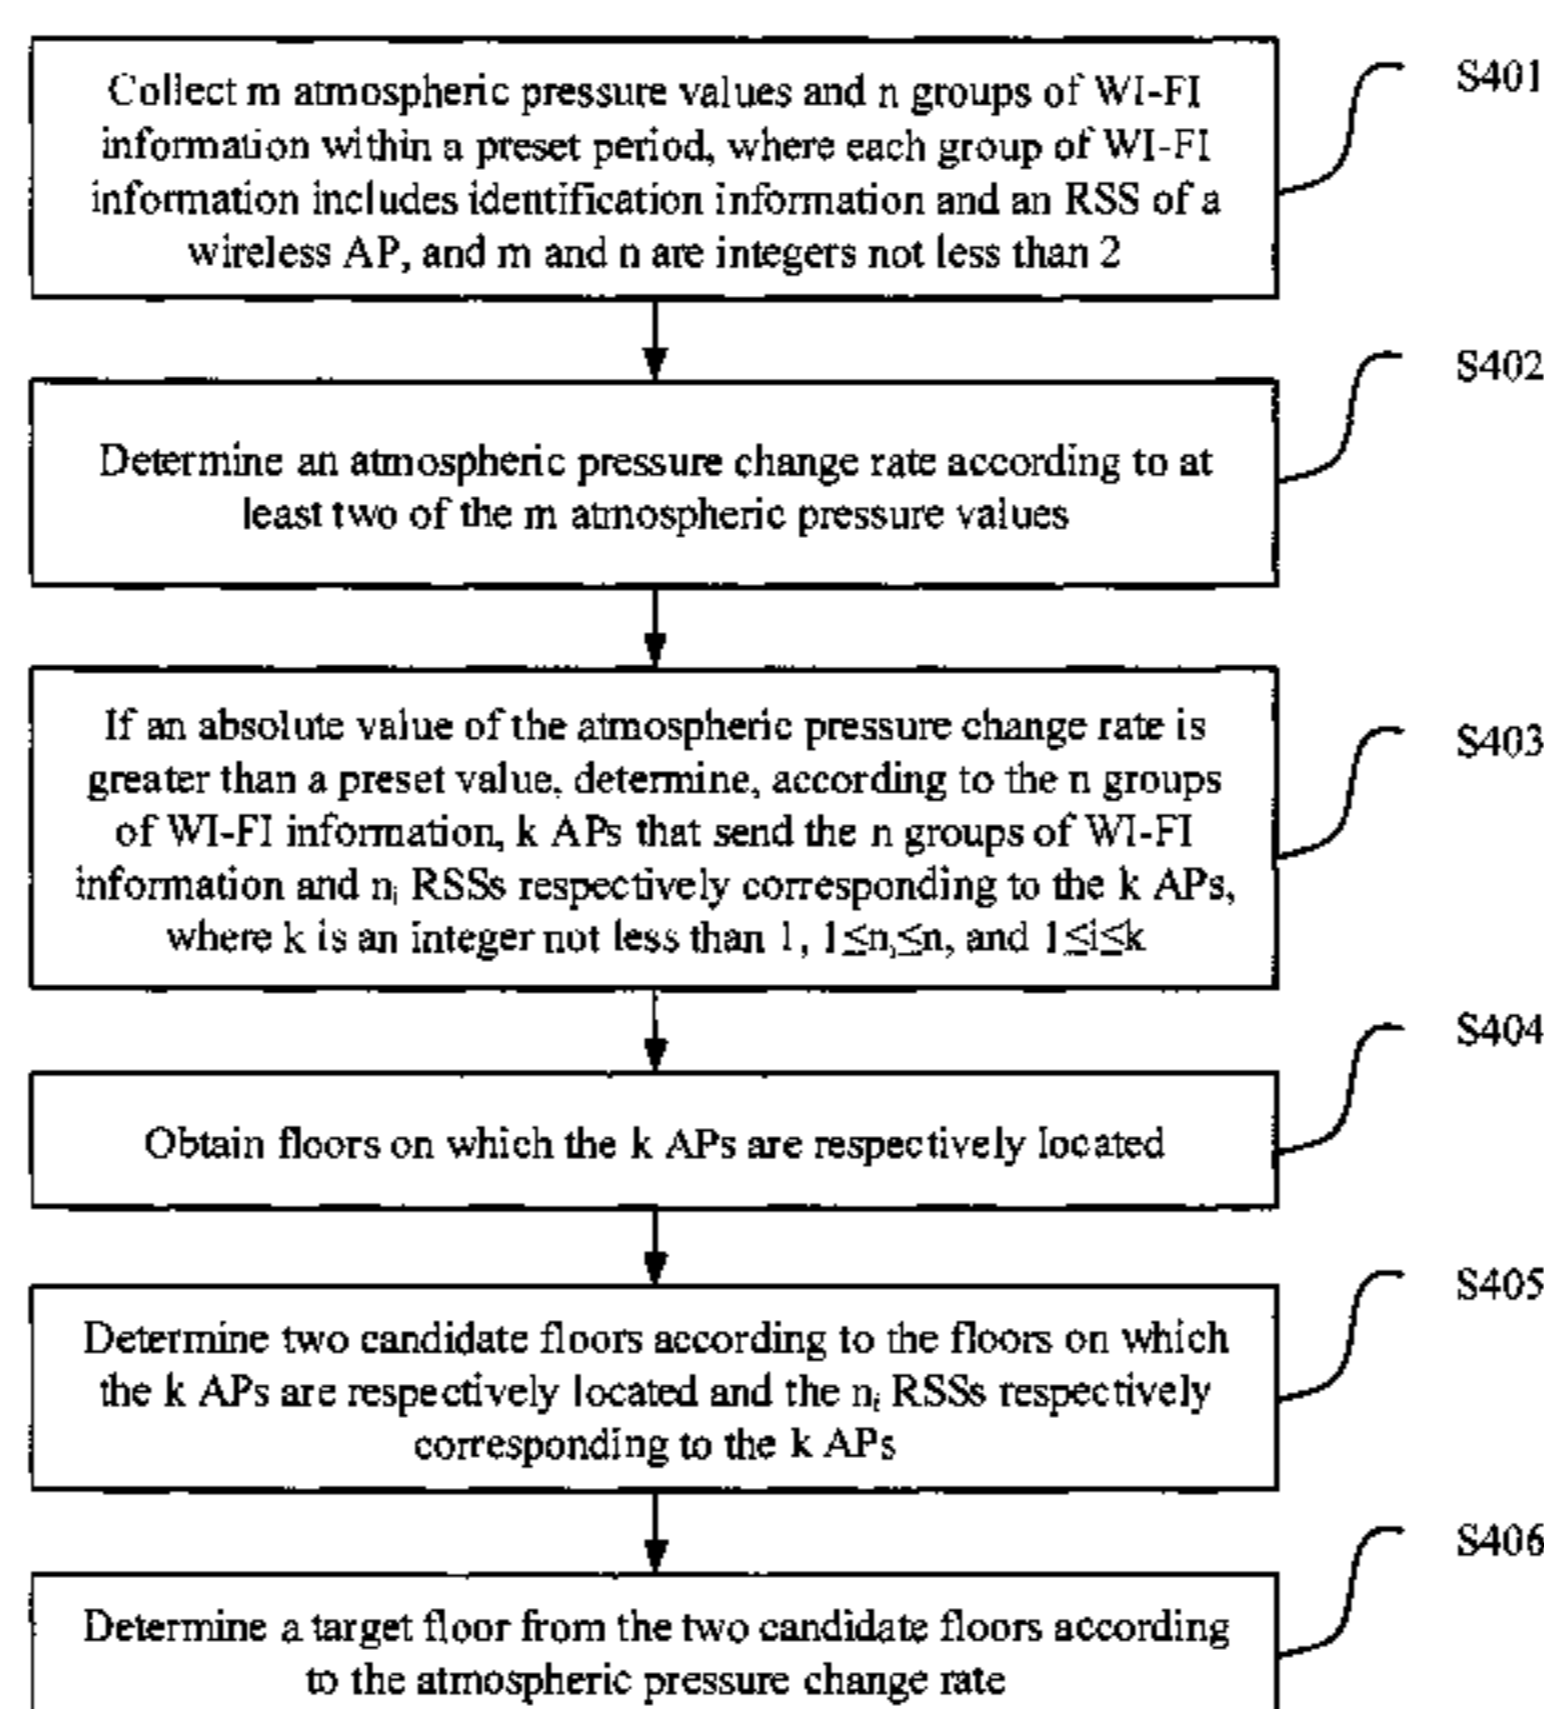 Collect m atmospheric pressure values and n groups of WI-FI
information within a preset period, where each group of WI-FI
information includes identification information and an RSS of a
wireless AP, and m and n are integers not less than 2
S401
Determine an atmospheric pressure change rate according to at
least two of the m atmospheric pressure values
S402
If an absolute value of the atmospheric pressure change rate is
greater than a preset value, determine, according to the n groups
of WI-FI information, k APs that send the n groups of WI-FI
information and nᵢ RSSs respectively corresponding to the k APs,
where k is an integer not less than 1, 1≤nᵢ≤n, and 1≤i≤k
S403
Obtain floors on which the k APs are respectively located
S404
Determine two candidate floors according to the floors on which
the k APs are respectively located and the nᵢ RSSs respectively
corresponding to the k APs
S405
Determine a target floor from the two candidate floors according
to the atmospheric pressure change rate
S406